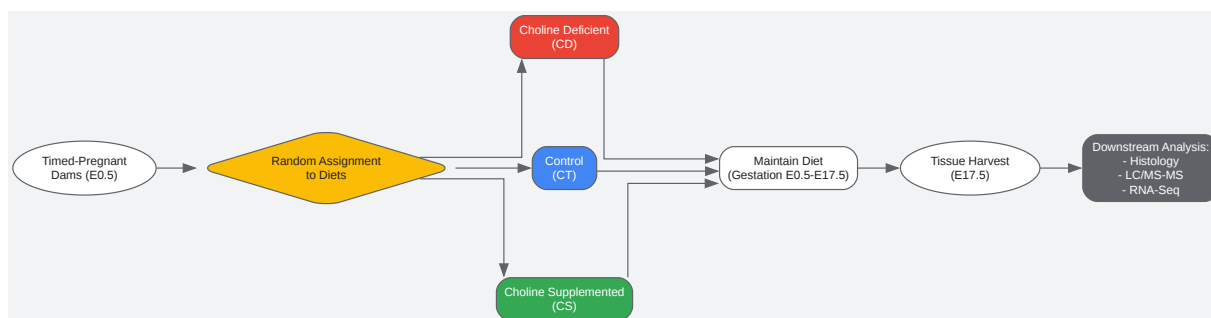 Choline Deficient
(CD)
Timed-Pregnant
Dams (E0.5)
Random Assignment
to Diets
Control
(CT)
Maintain Diet
(Gestation E0.5-E17.5)
Tissue Harvest
(E17.5)
Downstream Analysis:
- Histology
- LC/MS-MS
- RNA-Seq
Choline Supplemented
(CS)